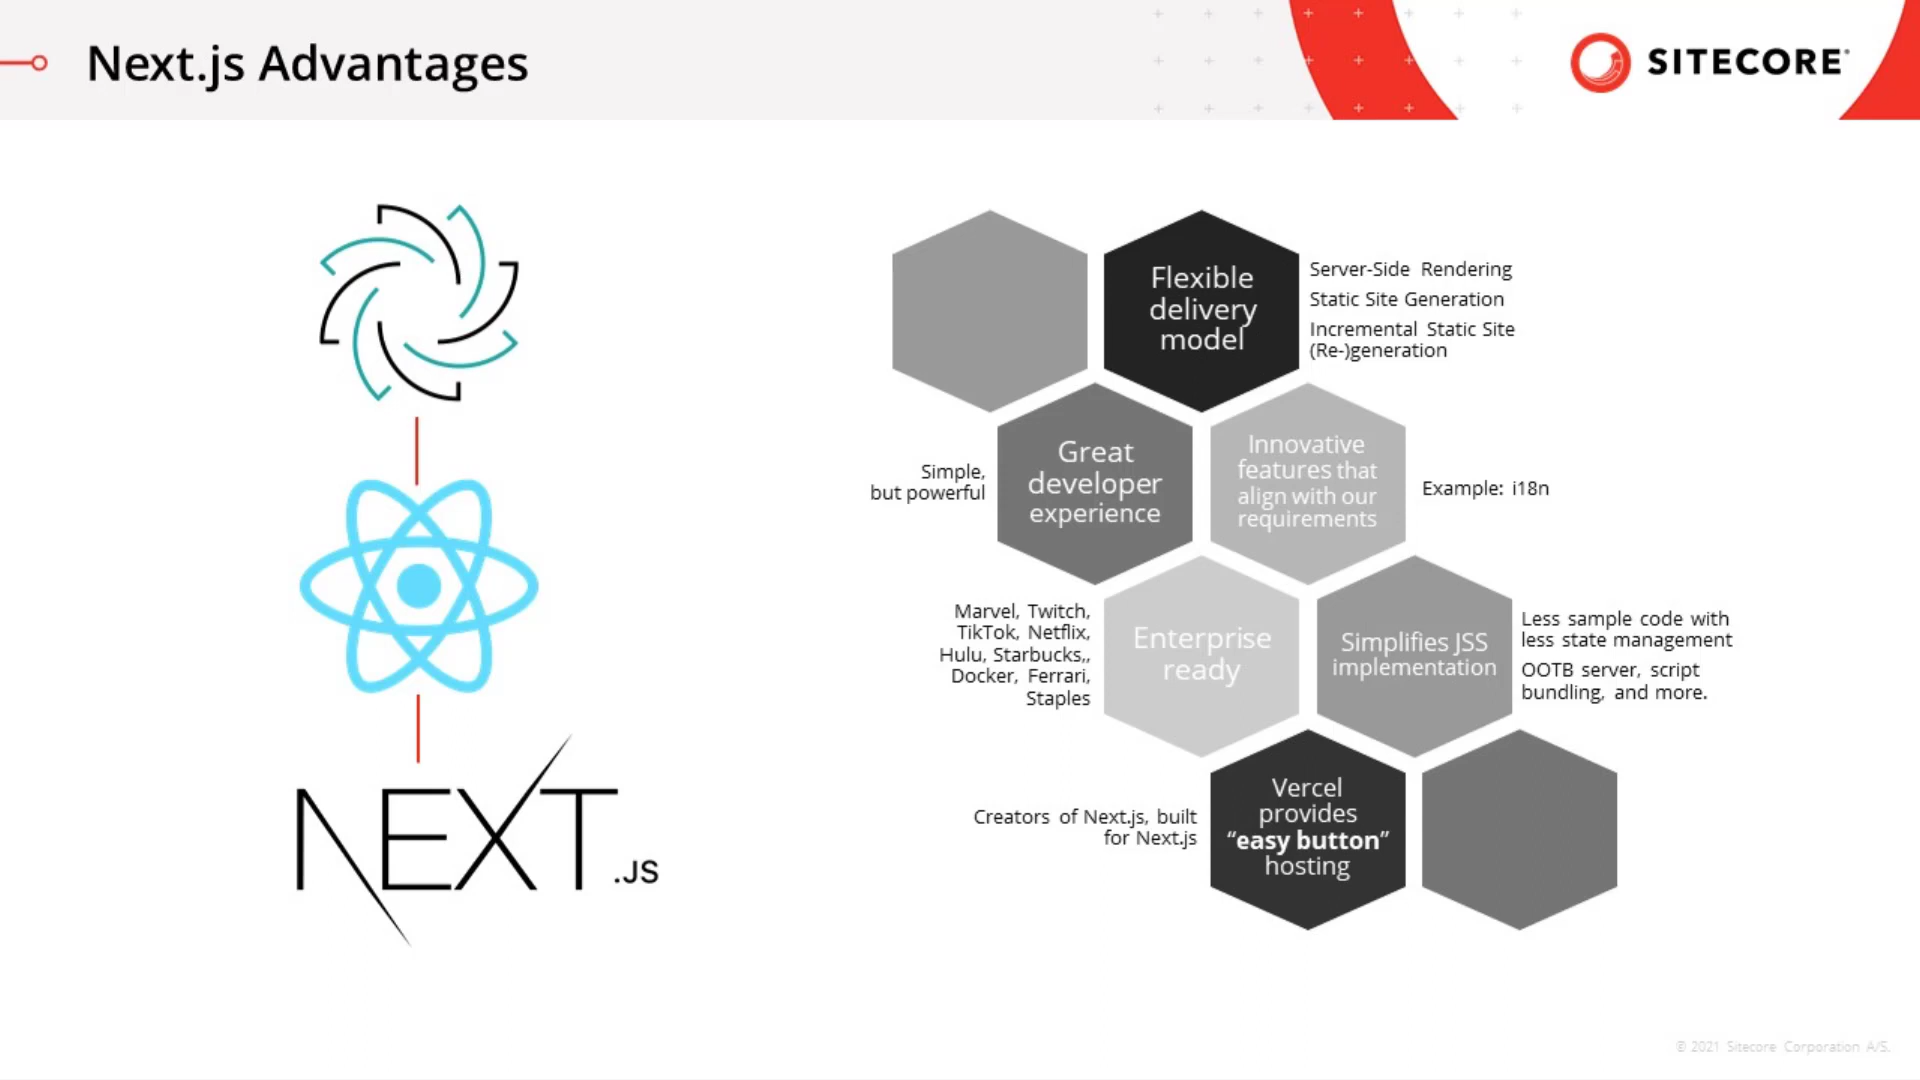 Next.js Advantages
SITECORE
Flexible
delivery
model
Server-Side Rendering
Static Site Generation
Incremental Static Site
(Re-)generation
Simple,
but powerful
Great
developer
experience
Innovative
features that
align with our
requirements
Example: i18n
Marvel, Twitch,
TikTok, Netflix,
Hulu, Starbucks,,
Docker, Ferrari,
Staples
Enterprise
ready
Simplifies JSS
implementation
Less sample code with
less state management
OOTB server, script
bundling, and more.
Creators of Next.js, built
for Next.js
Vercel
provides
“easy button”
hosting
NEXT.JS
© 2021 Sitecore Corporation A/S.